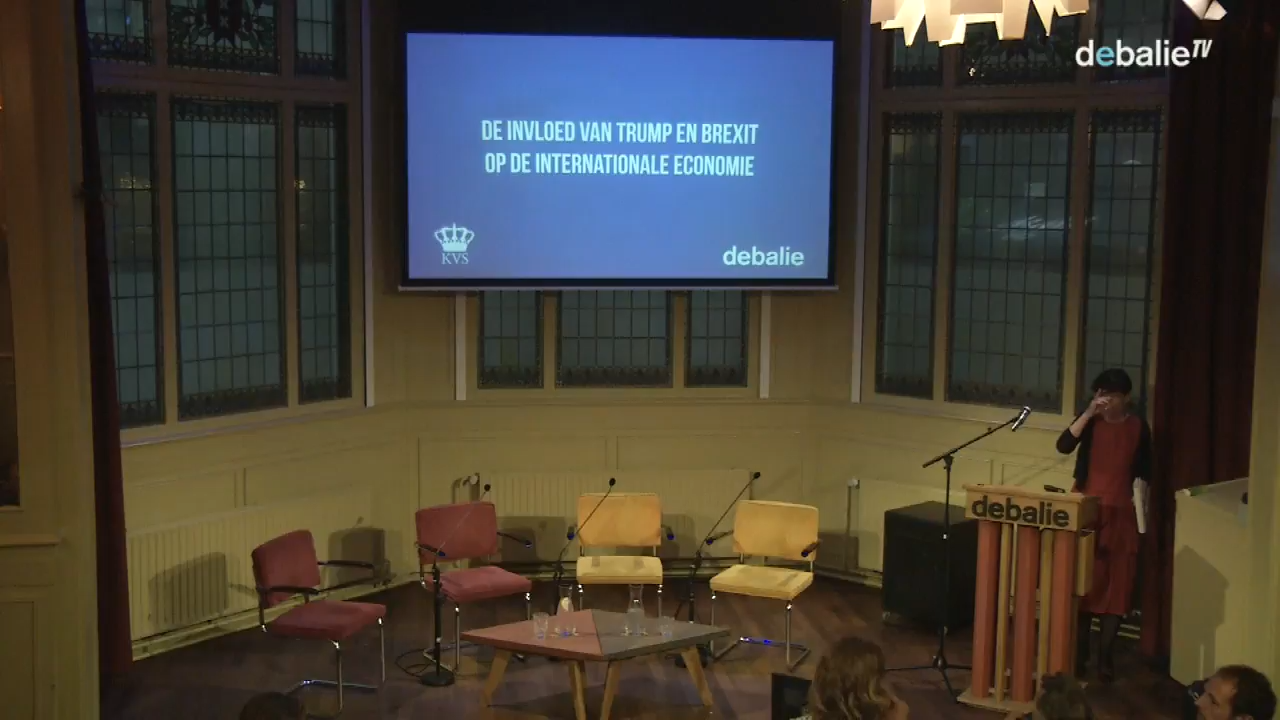 debalieTV
DE INVLOED VAN TRUMP EN BREXIT
OP DE INTERNATIONALE ECONOMIE
KVS
debalie
debalie